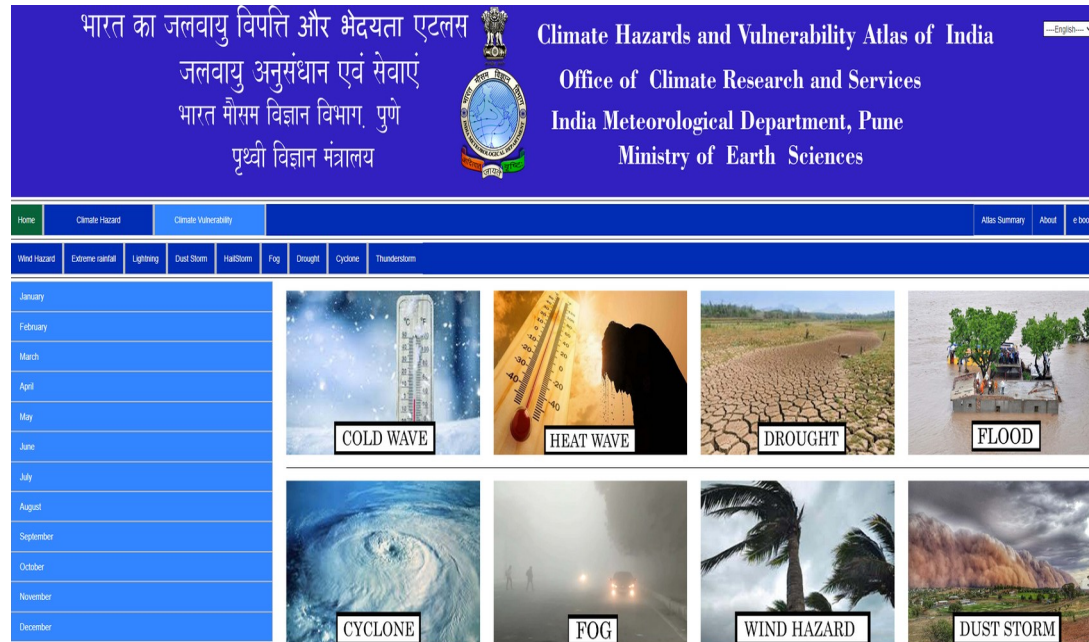 भारत का जलवायु विपत्ति और भेदयता एटलस
जलवायु अनुसंधान एवं सेवाएं
भारत मौसम विज्ञान विभाग, पुणे
पृथ्वी विज्ञान मंत्रालय
Climate Hazards and Vulnerability Atlas of India
Office of Climate Research and Services
India Meteorological Department, Pune
Ministry of Earth Sciences
----English----
Home Climate Hazard Climate Vulnerability Atlas Summary About e boo
Wind Hazard Extreme rainfall Lightning Dust Storm HailStorm Fog Drought Cyclone Thunderstorm
January
February
March
April
May
June
July
August
September
October
November
December
COLD WAVE
HEAT WAVE
DROUGHT
FLOOD
CYCLONE
FOG
WIND HAZARD
DUST STORM